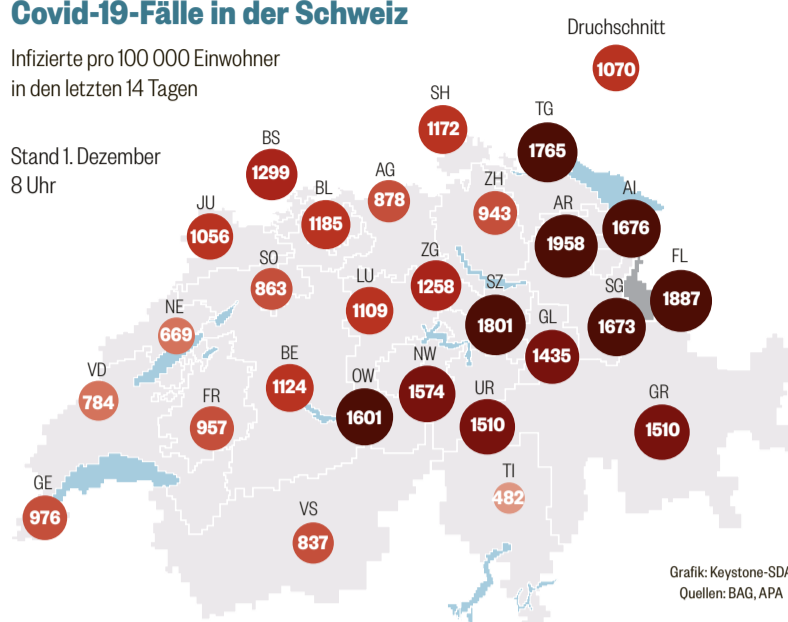 Covid-19-Fälle in der Schweiz
Infizierte pro 100 000 Einwohner
in den letzten 14 Tagen
Stand 1. Dezember
8 Uhr
Druchschnitt
1070
SH
1172
TG
1765
BS
1299
AG
878
ZH
943
BL
1185
AR
1958
AI
1676
JU
1056
SO
863
ZG
1258
LU
1109
SZ
1801
FL
1887
SG
1673
NE
669
GL
1435
VD
784
BE
1124
NW
1574
OW
1601
FR
957
UR
1510
GR
1510
TI
482
GE
976
VS
837
Grafik: Keystone-SDA
Quellen: BAG, APA